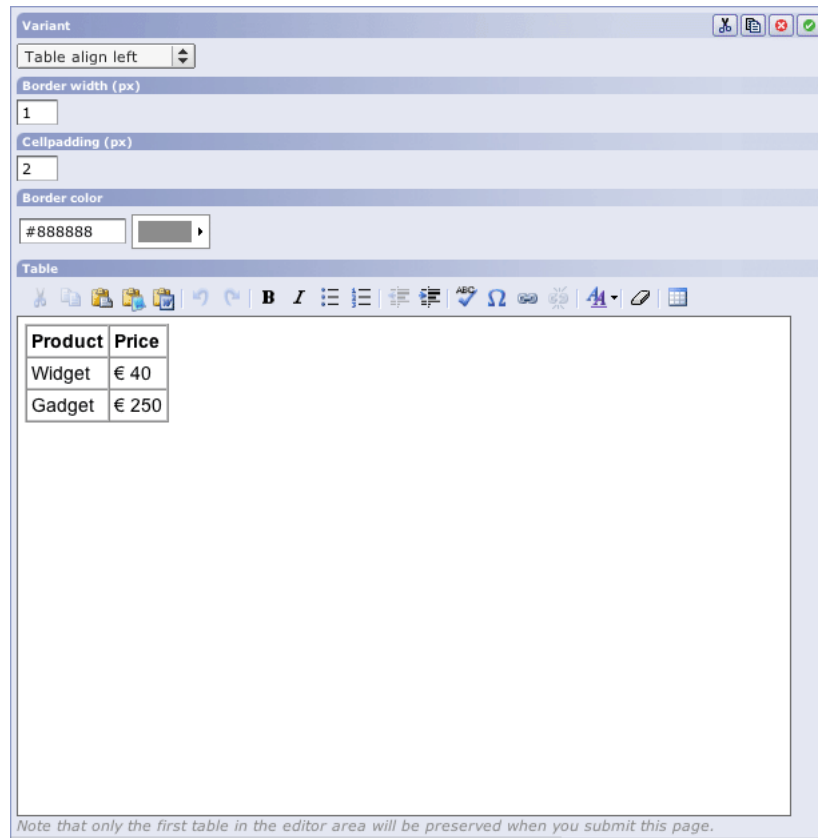 Variant
Table align left
Border width (px)
1
Cellpadding (px)
2
Border color
#888888
Table
B I ABC Ω A A
Product Price
Widget € 40
Gadget € 250
Note that only the first table in the editor area will be preserved when you submit this page.